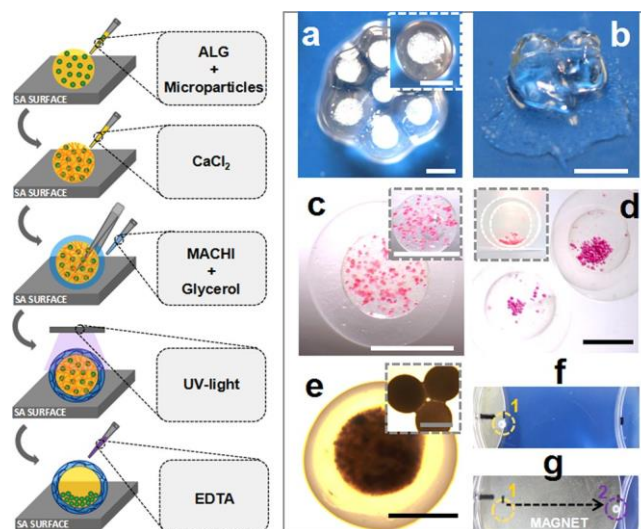 ALG
+
Microparticles
SA SURFACE
CaCl₂
SA SURFACE
MACHI
+
Glycerol
SA SURFACE
UV-light
SA SURFACE
EDTA
SA SURFACE
a
b
c
d
e
f
1
g
1
2
MAGNET